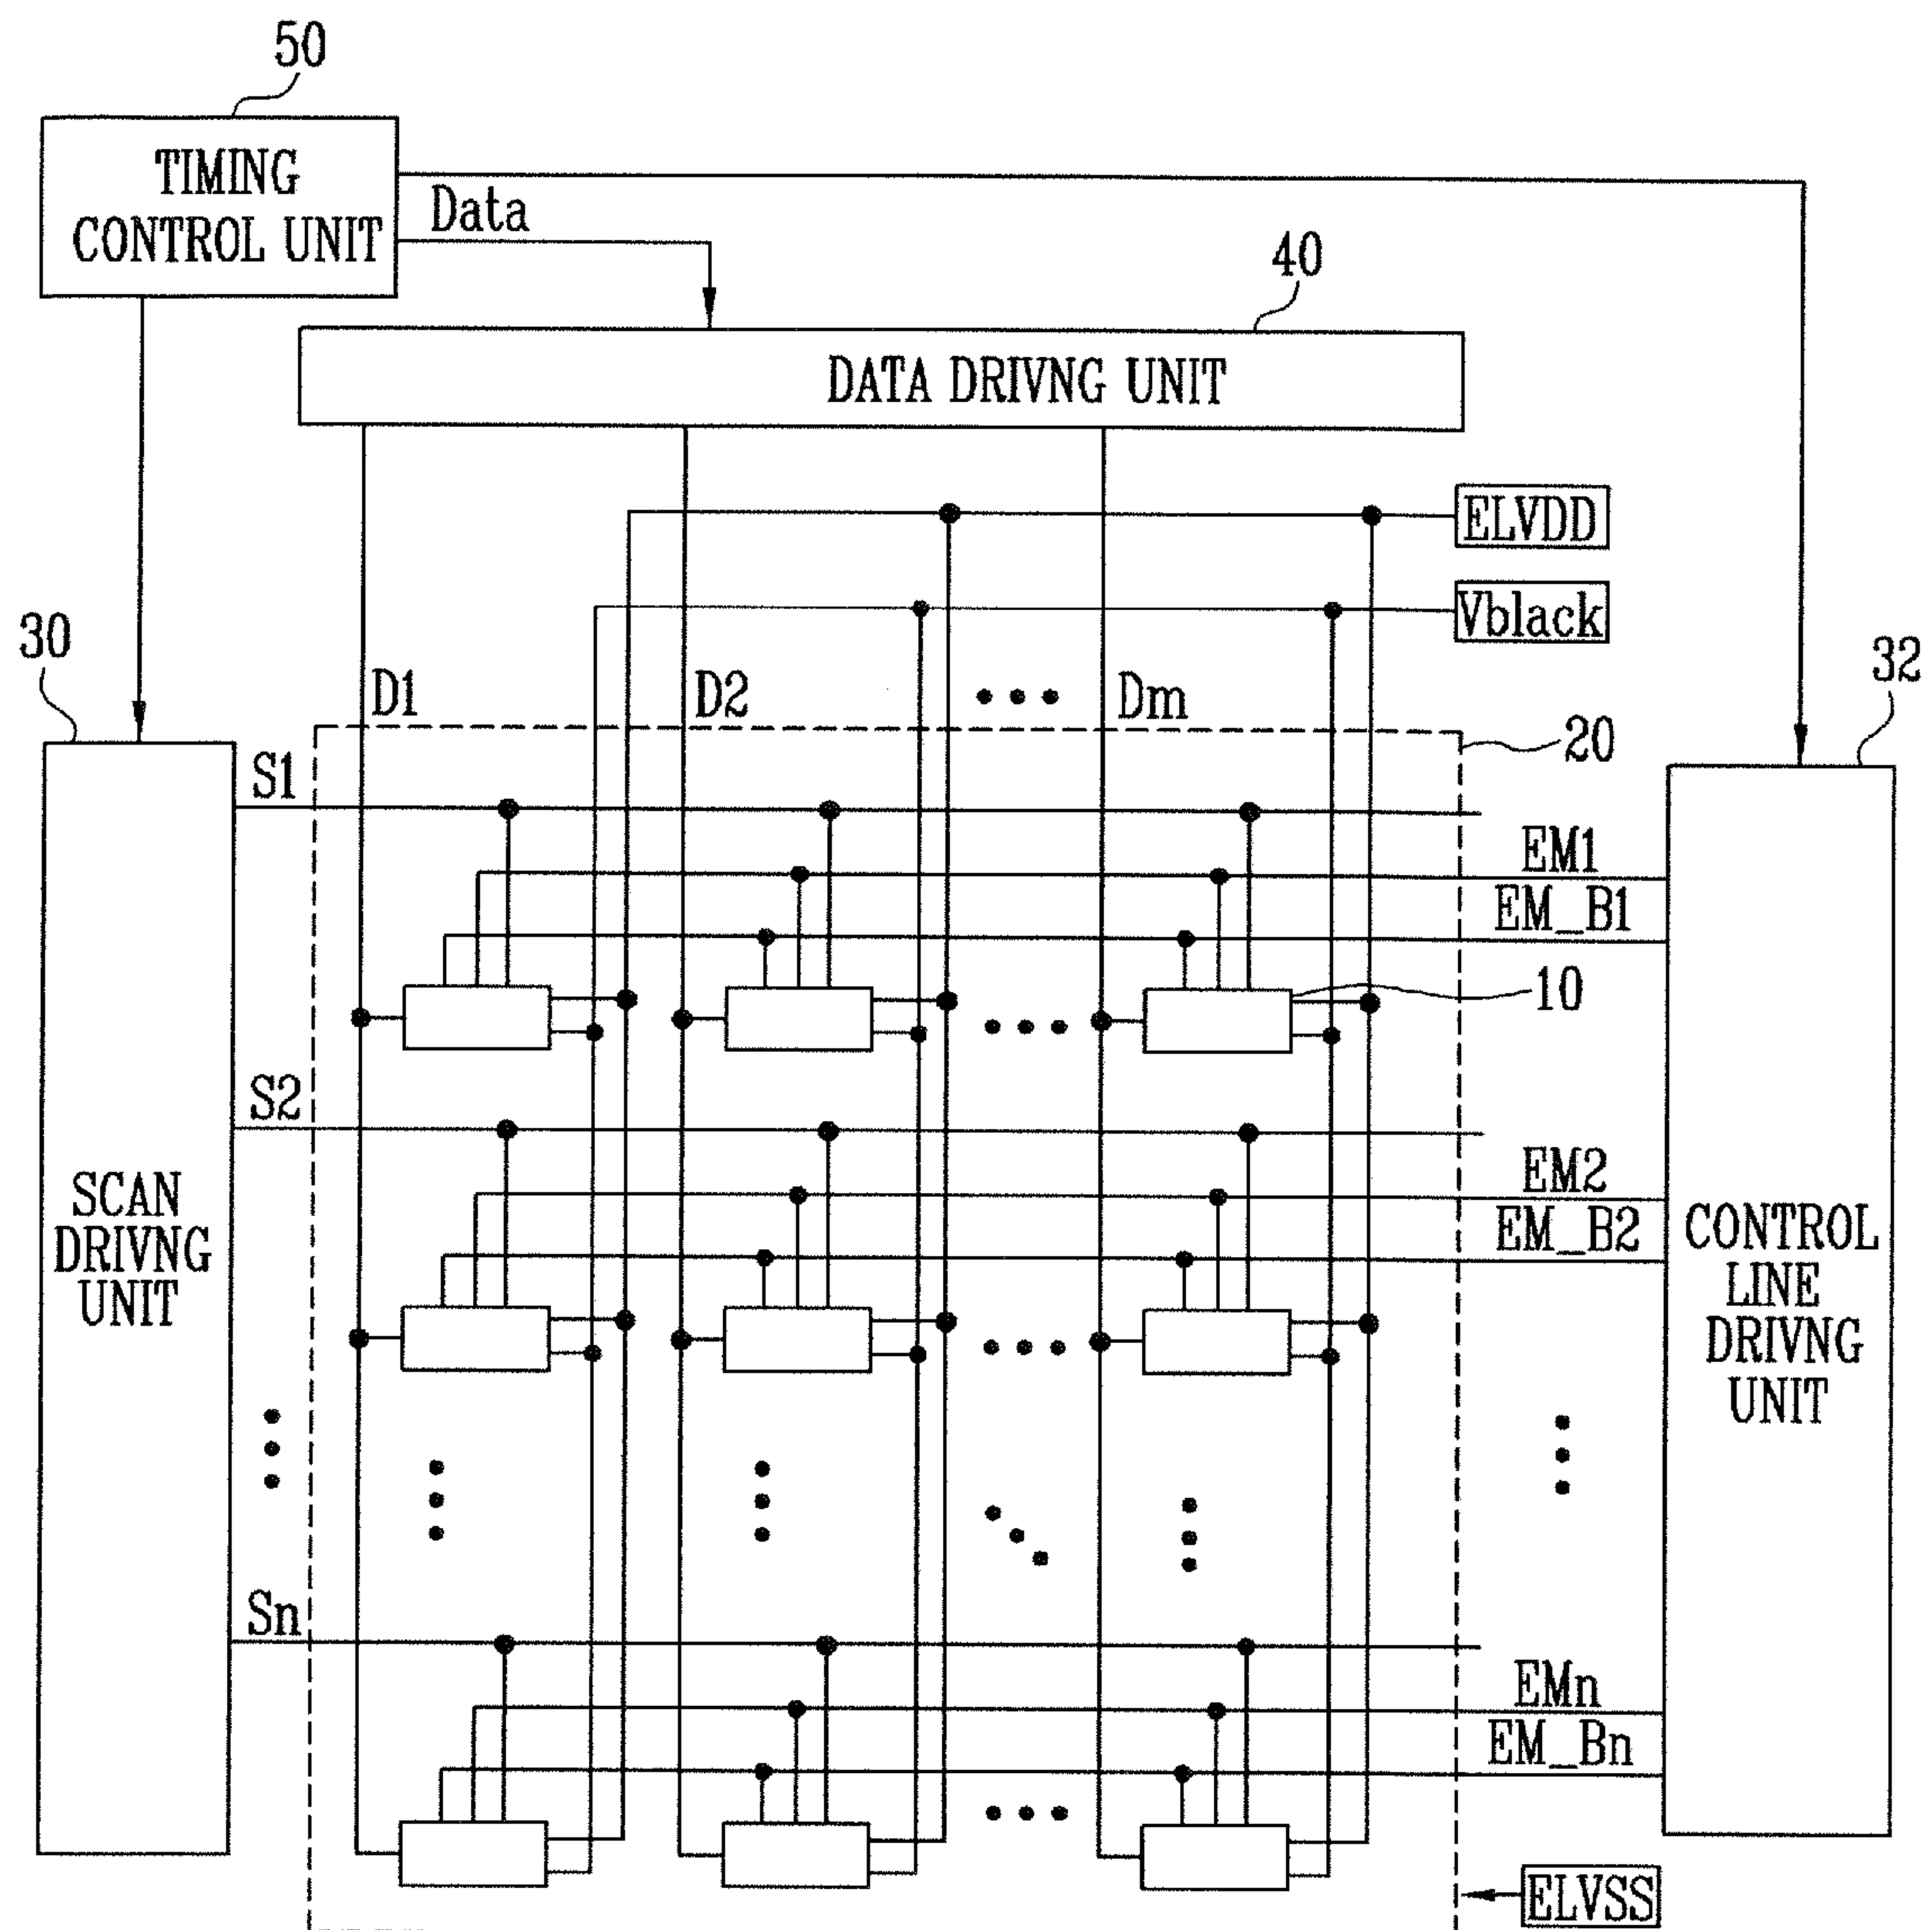 50
TIMING
CONTROL UNIT
Data
40
DATA DRIVNG UNIT
ELVDD
Vblack
30
32
D1
D2
Dm
20
S1
EM1
EM_B1
10
S2
EM2
EM_B2
SCAN
DRIVNG
UNIT
CONTROL
LINE
DRIVNG
UNIT
Sn
EMn
EM_Bn
ELVSS